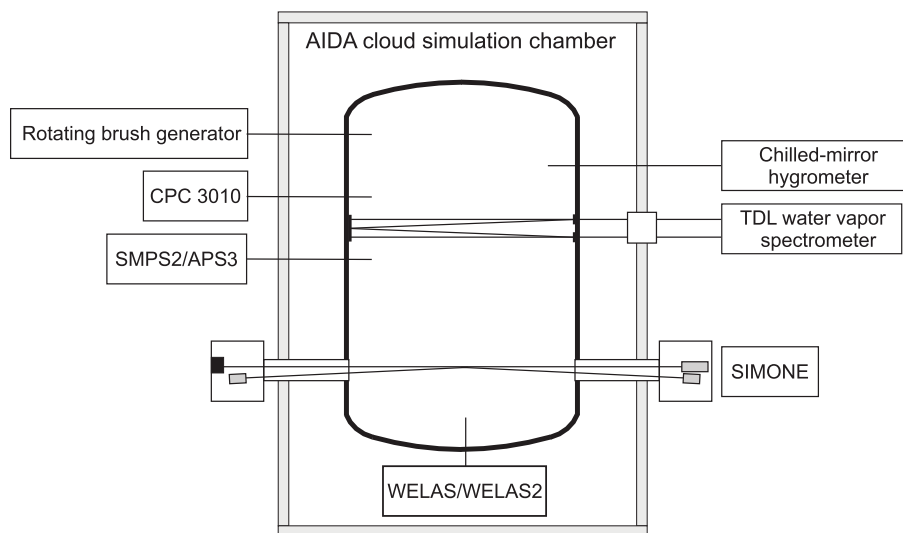 AIDA cloud simulation chamber
Rotating brush generator
CPC 3010
SMPS2/APS3
Chilled-mirror
hygrometer
TDL water vapor
spectrometer
SIMONE
WELAS/WELAS2